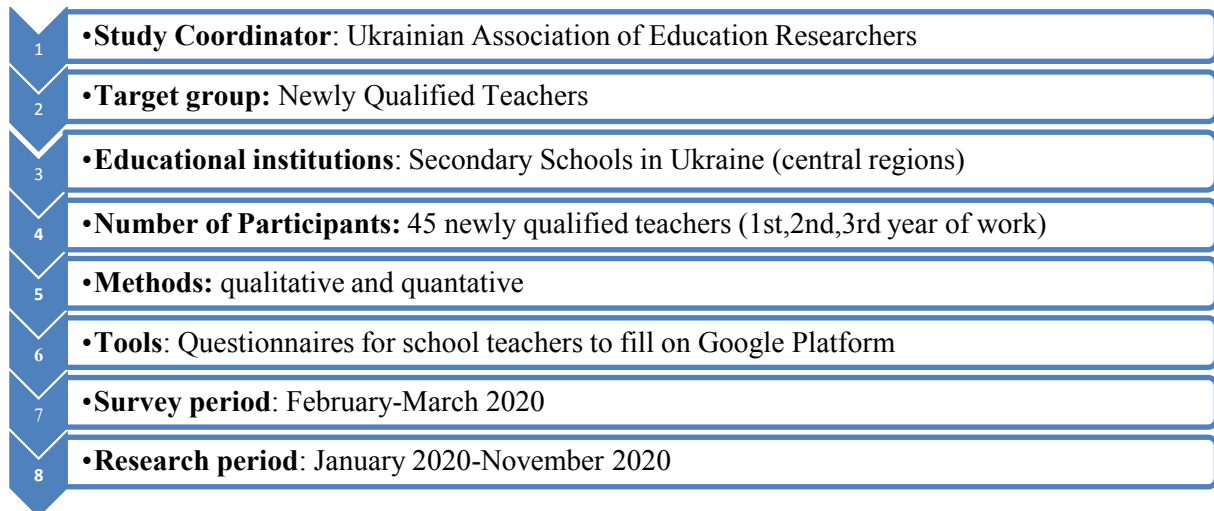 1 •Study Coordinator: Ukrainian Association of Education Researchers
2 •Target group: Newly Qualified Teachers
3 •Educational institutions: Secondary Schools in Ukraine (central regions)
4 •Number of Participants: 45 newly qualified teachers (1st,2nd,3rd year of work)
5 •Methods: qualitative and quantative
6 •Tools: Questionnaires for school teachers to fill on Google Platform
7 •Survey period: February-March 2020
8 •Research period: January 2020-November 2020